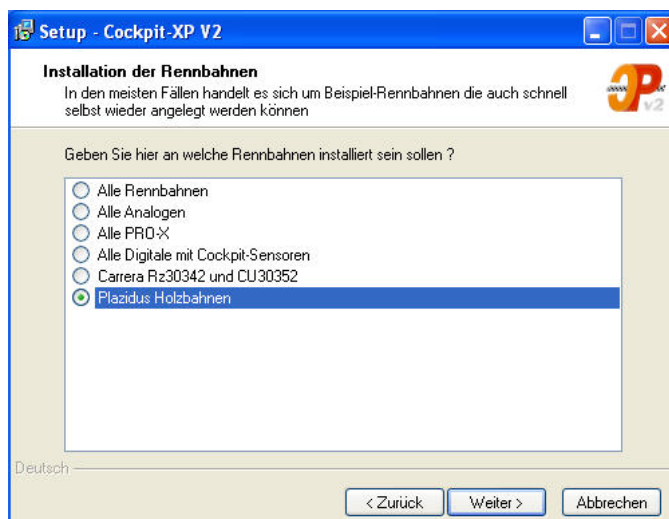 Setup - Cockpit-XP V2
Installation der Rennbahnen
In den meisten Fällen handelt es sich um Beispiel-Rennbahnen die auch schnell
selbst wieder angelegt werden können
v2
Geben Sie hier an welche Rennbahnen installiert sein sollen ?
Alle Rennbahnen
Alle Analogen
Alle PRO-X
Alle Digitale mit Cockpit-Sensoren
Carrera Rz30342 und CU30352
Plazidus Holzbahnen
Deutsch
< Zurück
Weiter >
Abbrechen